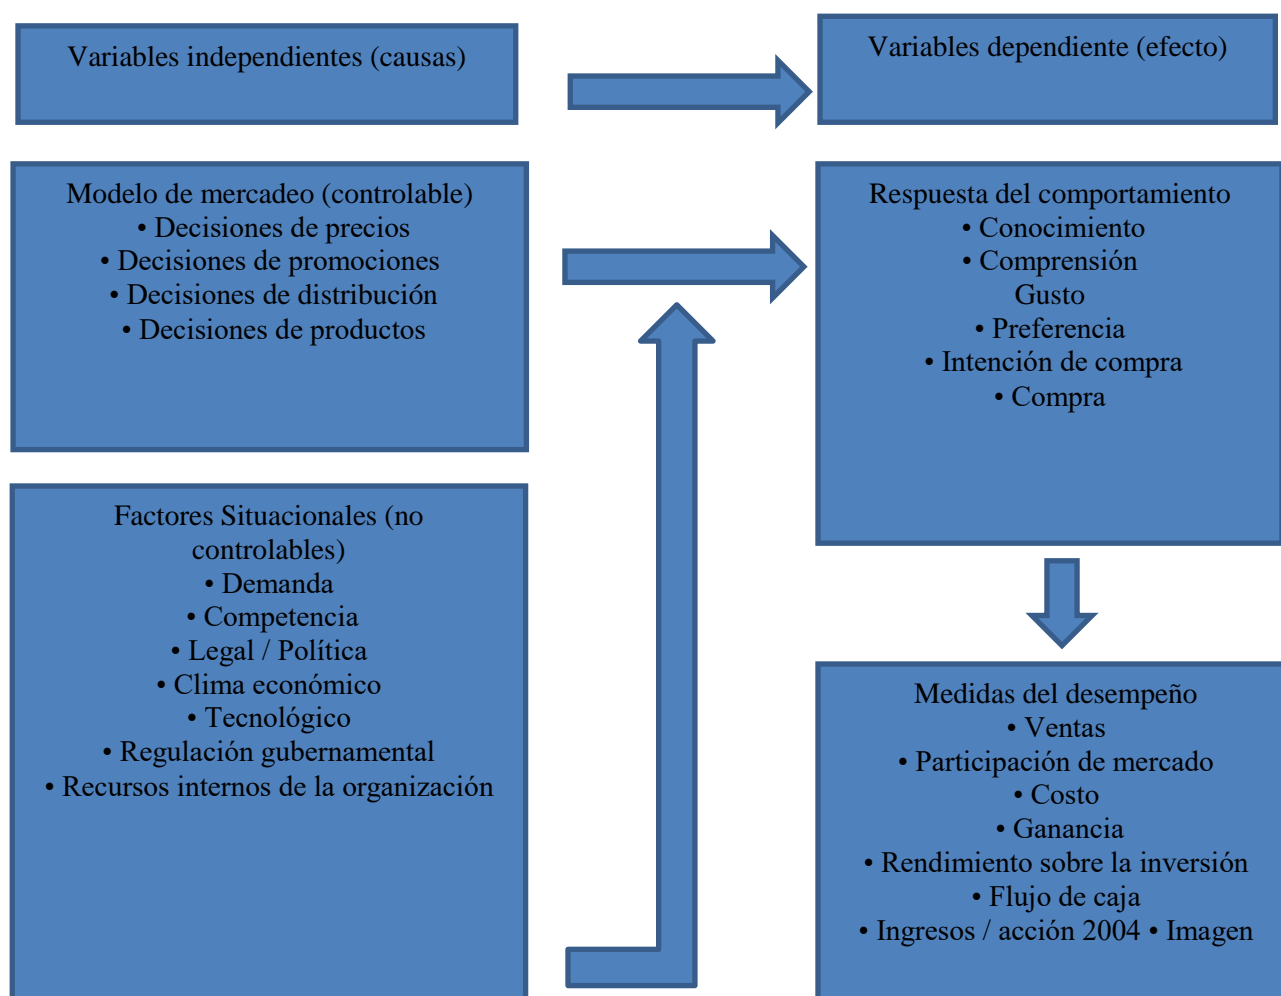 Variables independientes (causas)
Variables dependiente (efecto)
Modelo de mercadeo (controlable)
• Decisiones de precios
• Decisiones de promociones
• Decisiones de distribución
• Decisiones de productos
Respuesta del comportamiento
• Conocimiento
• Comprensión
Gusto
• Preferencia
• Intención de compra
• Compra
Factores Situacionales (no
controlables)
• Demanda
• Competencia
• Legal / Política
• Clima económico
• Tecnológico
• Regulación gubernamental
• Recursos internos de la organización
Medidas del desempeño
• Ventas
• Participación de mercado
• Costo
• Ganancia
• Rendimiento sobre la inversión
• Flujo de caja
• Ingresos / acción 2004 • Imagen